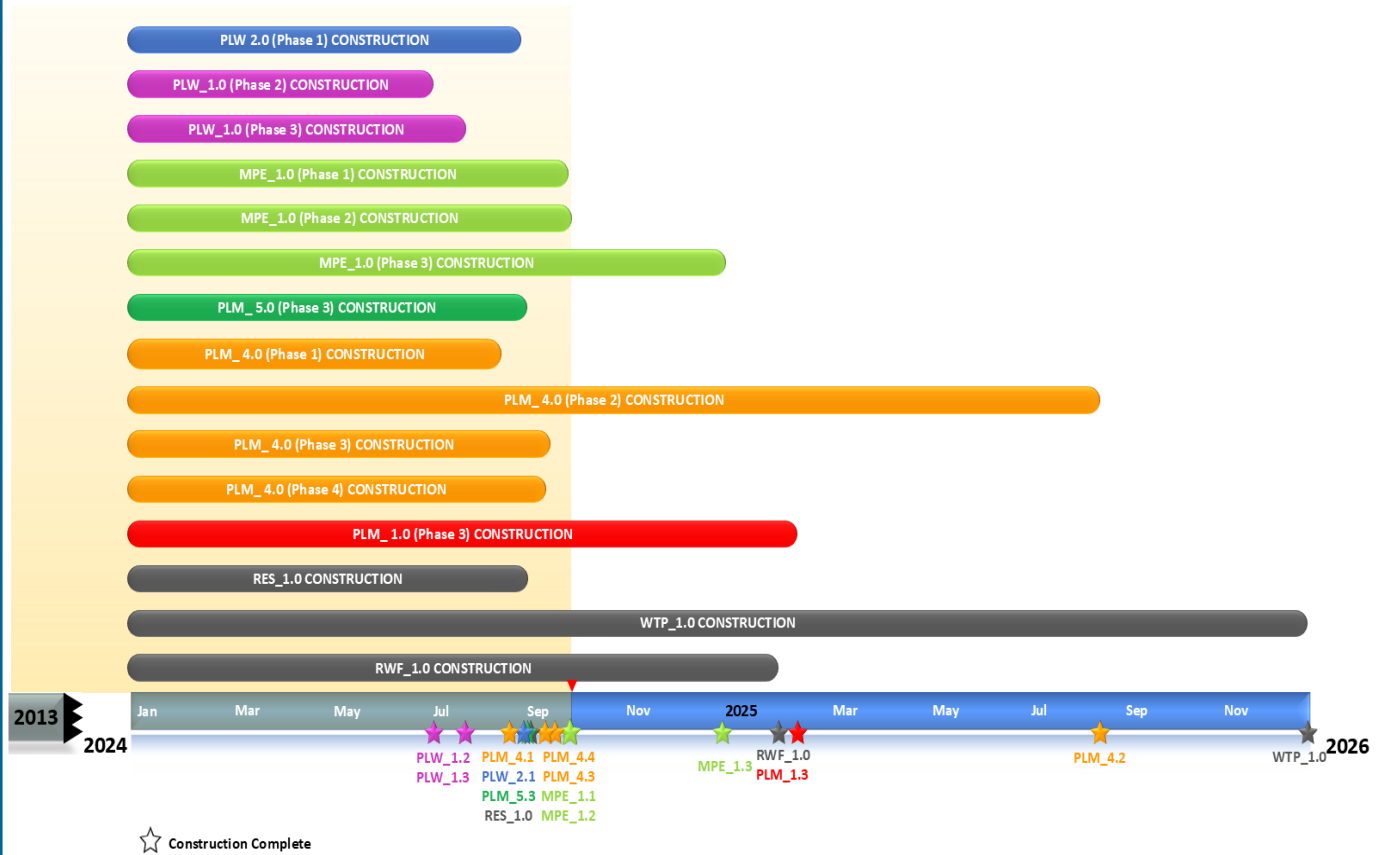 PLW 2.0 (Phase 1) CONSTRUCTION
PLW_1.0 (Phase 2) CONSTRUCTION
PLW_1.0 (Phase 3) CONSTRUCTION
MPE_1.0 (Phase 1) CONSTRUCTION
MPE_1.0 (Phase 2) CONSTRUCTION
MPE_1.0 (Phase 3) CONSTRUCTION
PLM_ 5.0 (Phase 3) CONSTRUCTION
PLM_ 4.0 (Phase 1) CONSTRUCTION
PLM_ 4.0 (Phase 2) CONSTRUCTION
PLM_ 4.0 (Phase 3) CONSTRUCTION
PLM_ 4.0 (Phase 4) CONSTRUCTION
PLM_ 1.0 (Phase 3) CONSTRUCTION
RES_1.0 CONSTRUCTION
WTP_1.0 CONSTRUCTION
RWF_1.0 CONSTRUCTION
2013 Jan Mar May Jul Sep Nov 2025 Mar May Jul Sep Nov
2024 2026
PLW_1.2 PLM_4.1 PLM_4.4 MPE_1.3 RWF_1.0 PLM_4.2 WTP_1.0
PLW_1.3 PLW_2.1 PLM_4.3 PLM_1.3
PLM_5.3 MPE_1.1
RES_1.0 MPE_1.2
Construction Complete